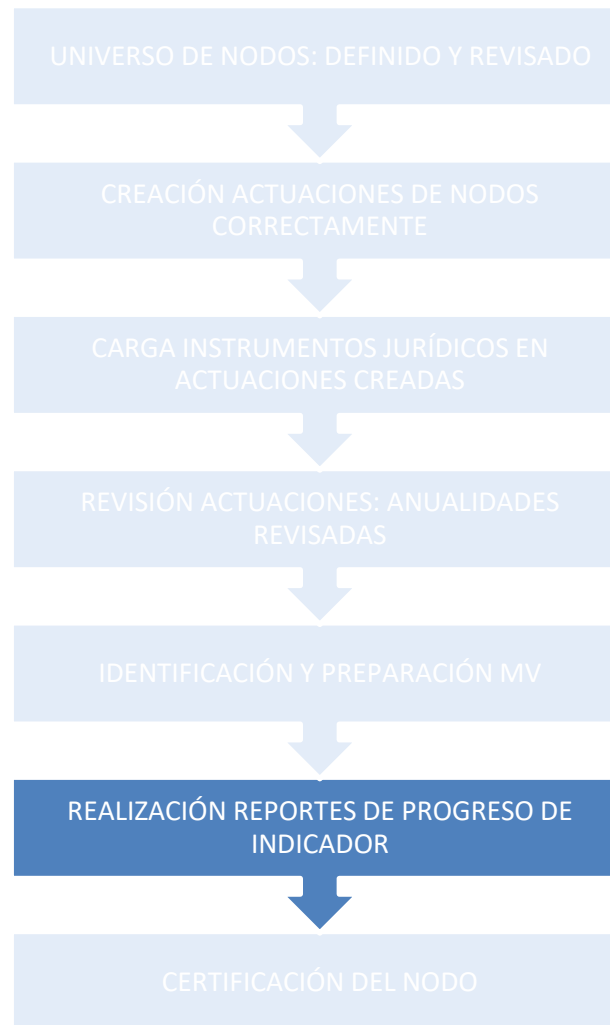 UNIVERSO DE NODOS: DEFINIDO Y REVISADO
CREACIÓN ACTUACIONES DE NODOS
CORRECTAMENTE
CARGA INSTRUMENTOS JURÍDICOS EN
ACTUACIONES CREADAS
REVISIÓN ACTUACIONES: ANUALIDADES
REVISADAS
IDENTIFICACIÓN Y PREPARACIÓN MV
REALIZACIÓN REPORTES DE PROGRESO DE
INDICADOR
CERTIFICACIÓN DEL NODO